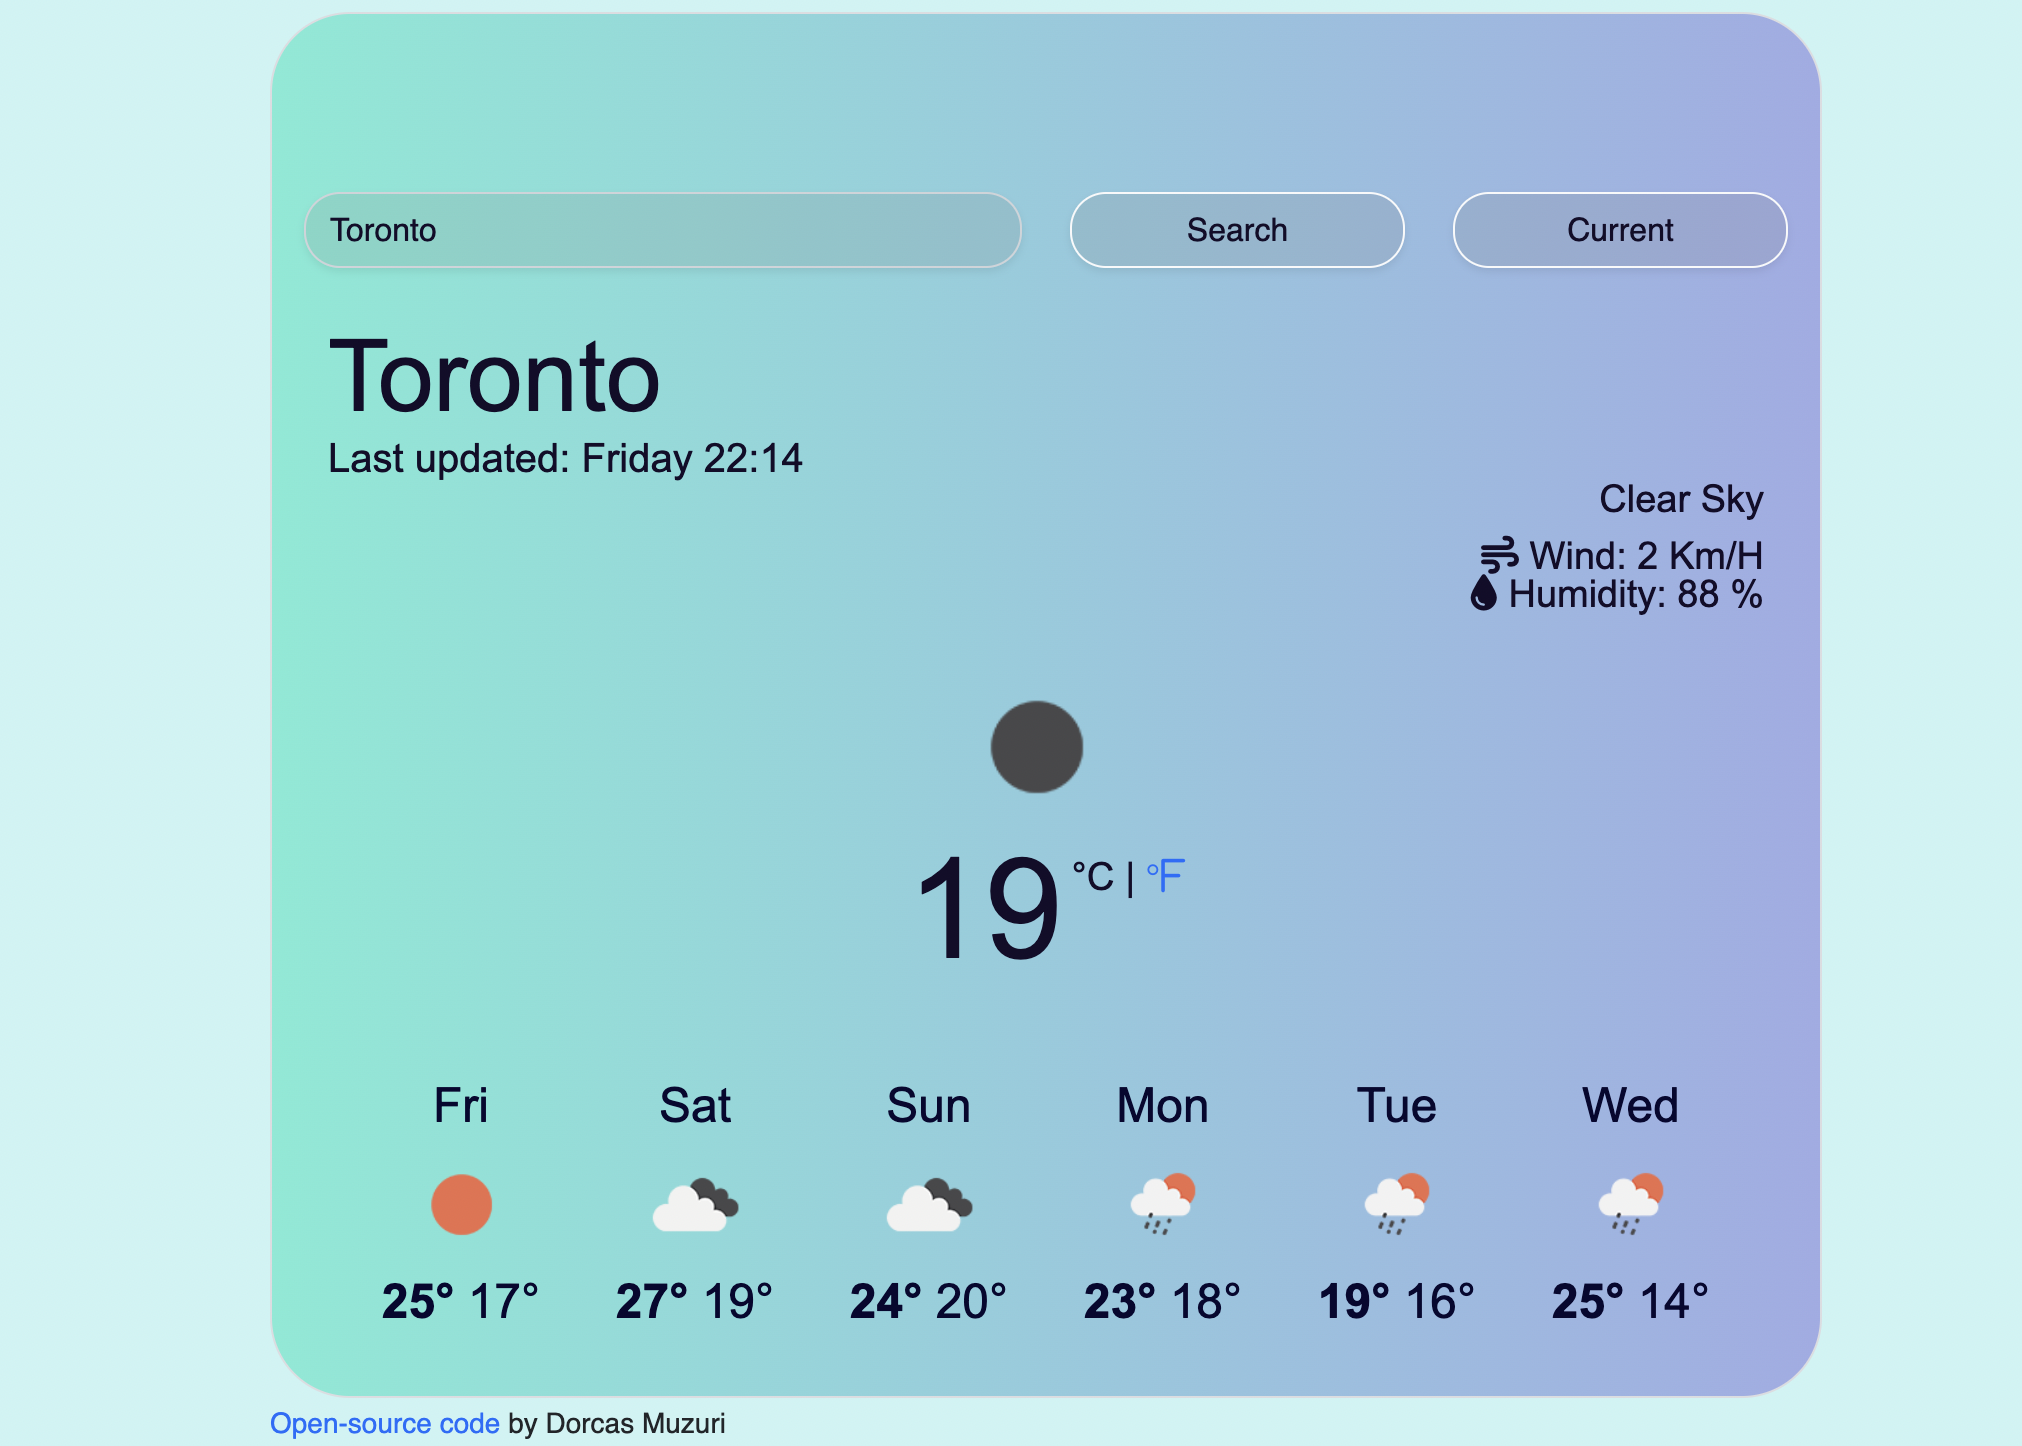 Toronto
Search
Current
Toronto
Last updated: Friday 22:14
Clear Sky
Wind: 2 Km/H
Humidity: 88 %
19 °C | °F
Fri Sat Sun Mon Tue Wed
25° 17° 27° 19° 24° 20° 23° 18° 19° 16° 25° 14°
Open-source code by Dorcas Muzuri